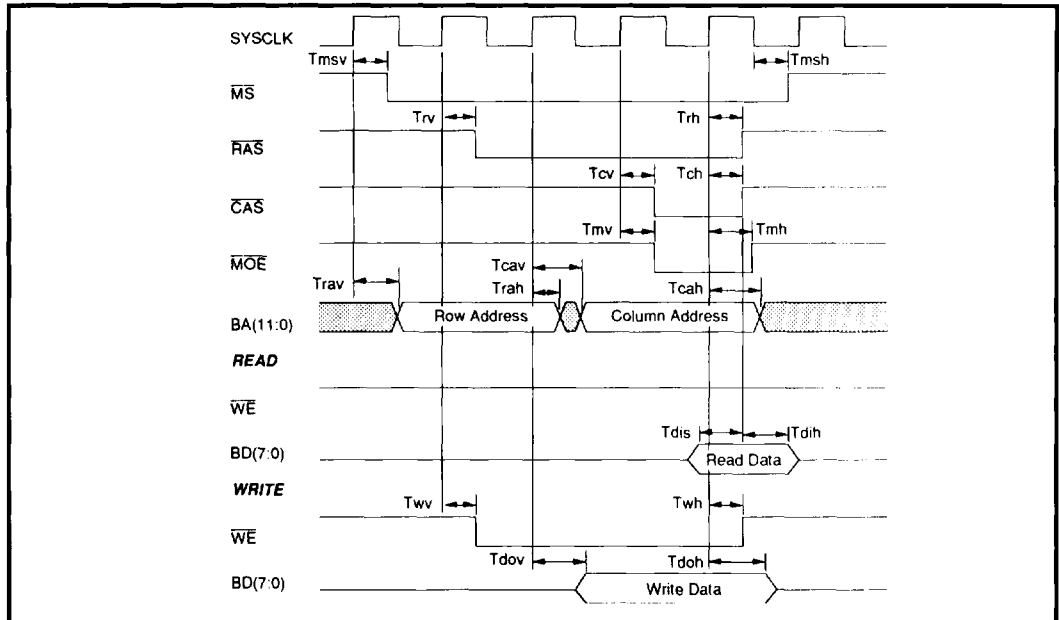 SYSCLK
Tmsv
Tmsh
MS
Trv
Trh
RAS
Tcv
Tch
CAS
Tmv
Tmh
MOE
Tcav
Trav
Trah
Tcah
BA(11:0)
Row Address
Column Address
READ
WE
Tdis
Tdih
BD(7:0)
Read Data
WRITE
Twv
Twh
WE
Tdov
Tdoh
BD(7:0)
Write Data